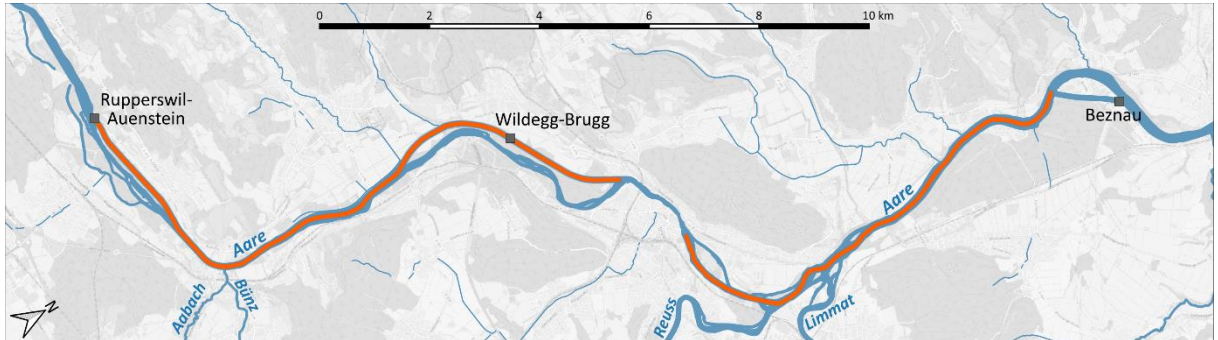 0 2 4 6 8 10 km
Rupperswil-
Auenstein
Wildegg-Brugg
Beznau
Aare
Aare
Aabach
Bünz
Reuss
Limmat
N